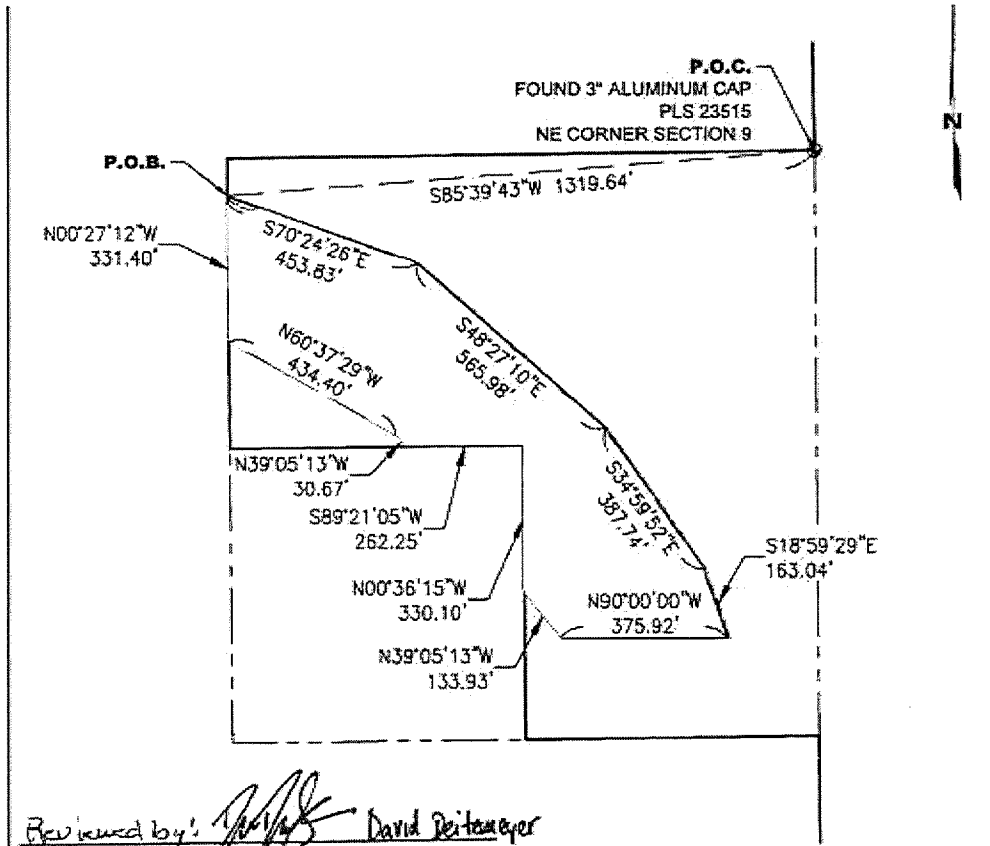 P.O.C.
FOUND 3" ALUMINUM CAP
PLS 23515
NE CORNER SECTION 9
N
P.O.B.
S85°39'43"W 1319.64'
N00°27'12"W
331.40'
S70°24'26"E
453.83'
S48°27'10"E
565.98'
N60°37'29"W
434.40'
N39°05'13"W
30.67'
S89°21'05"W
262.25'
S34°59'52"E
387.74'
S18°59'29"E
163.04'
N00°36'15"W
330.10'
N90°00'00"W
375.92'
N39°05'13"W
133.93'
Reviewed by: David Deitemeyer